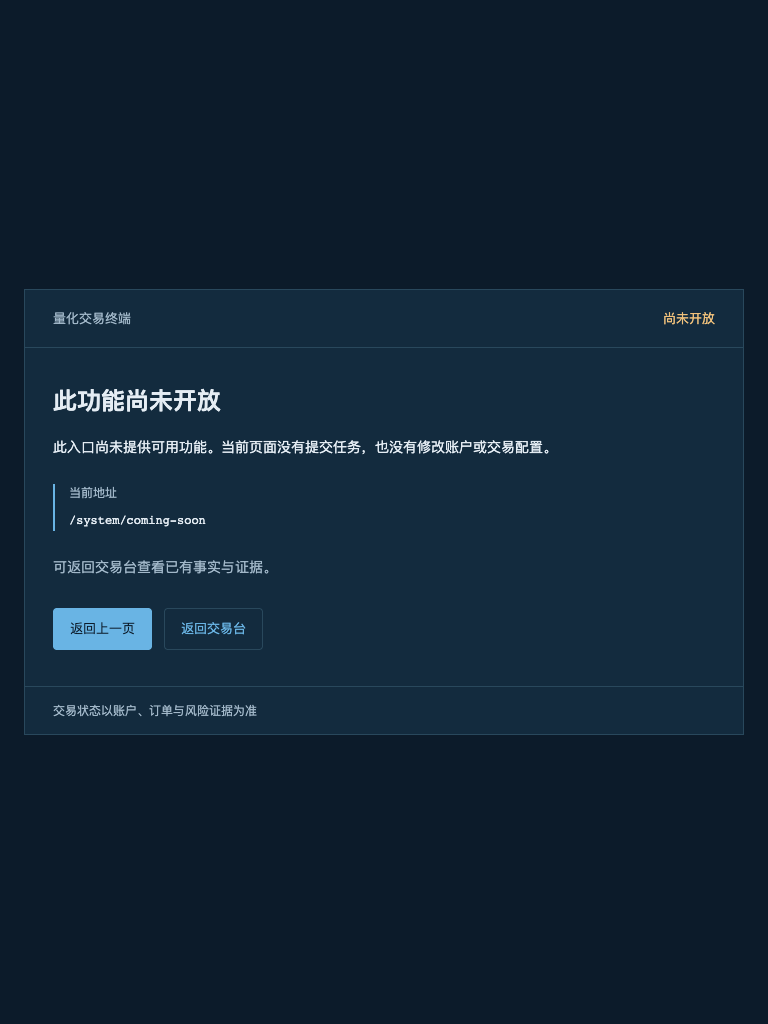 量化交易终端
尚未开放
此功能尚未开放
此入口尚未提供可用功能。当前页面没有提交任务，也没有修改账户或交易配置。
当前地址
/system/coming-soon
可返回交易台查看已有事实与证据。
返回上一页
返回交易台
交易状态以账户、订单与风险证据为准